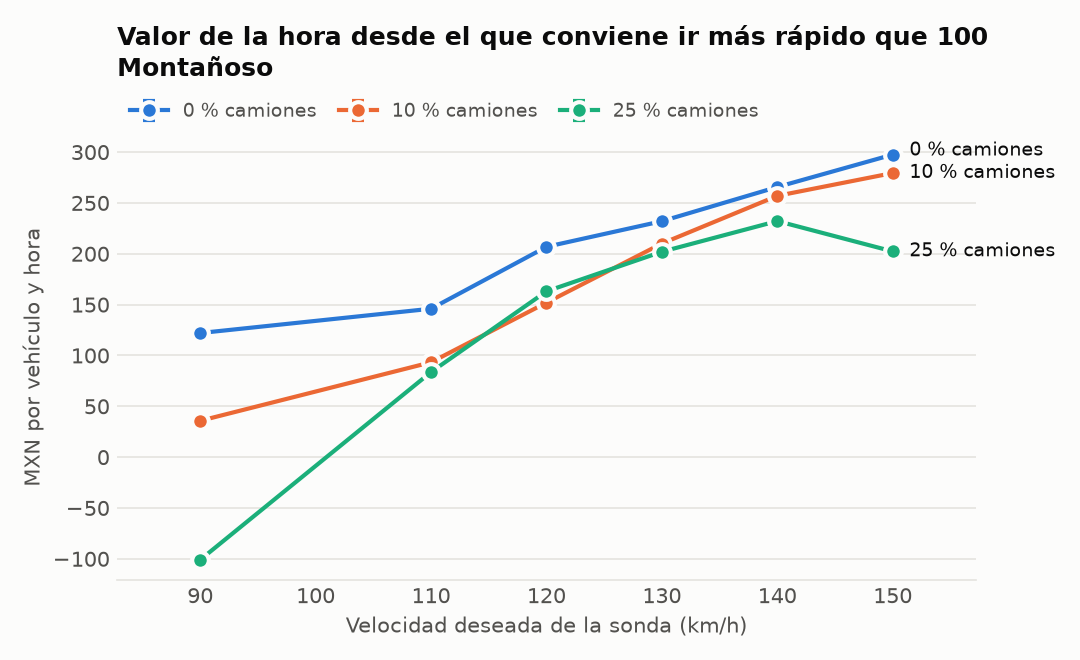 Valor de la hora desde el que conviene ir más rápido que 100
Montañoso
0 % camiones 10 % camiones 25 % camiones
MXN por vehículo y hora
300
250
200
150
100
50
0
−50
−100
0 % camiones
10 % camiones
25 % camiones
90 100 110 120 130 140 150
Velocidad deseada de la sonda (km/h)